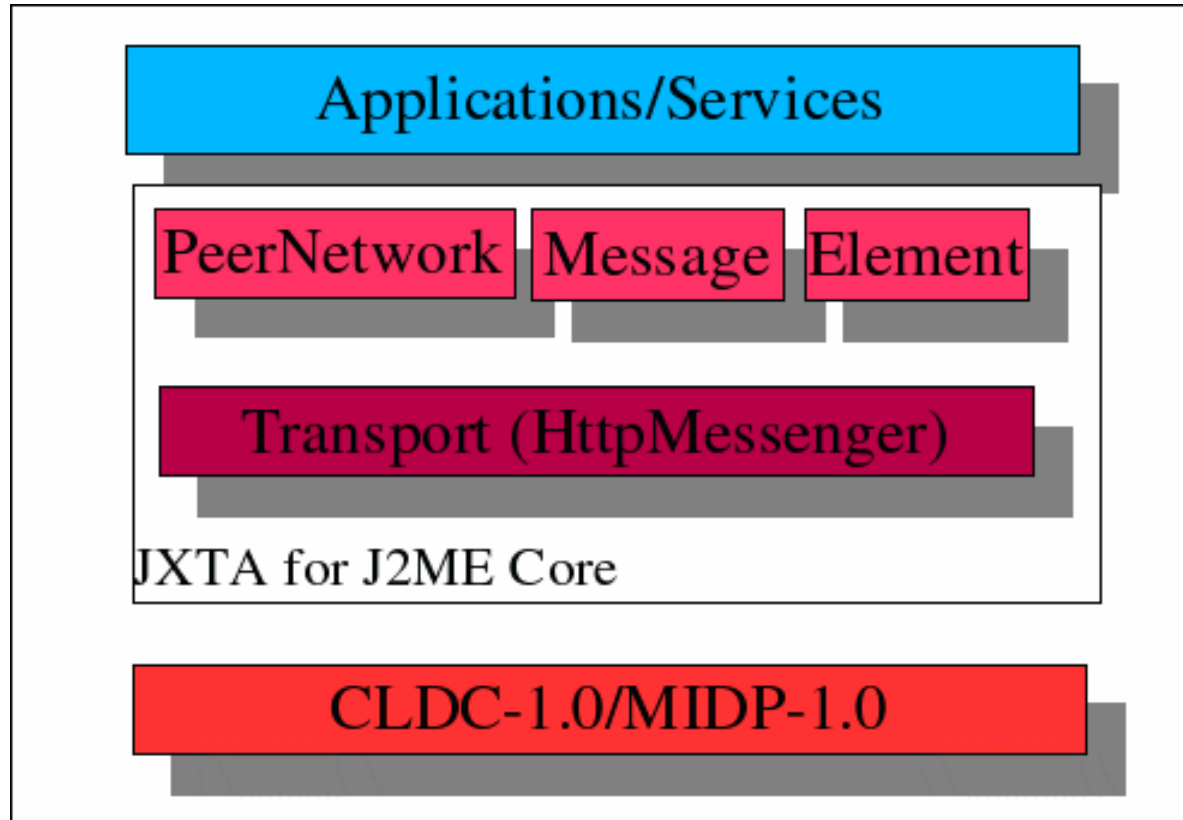 Applications/Services
PeerNetwork Message Element
Transport (HttpMessenger)
JXTA for J2ME Core
CLDC-1.0/MIDP-1.0